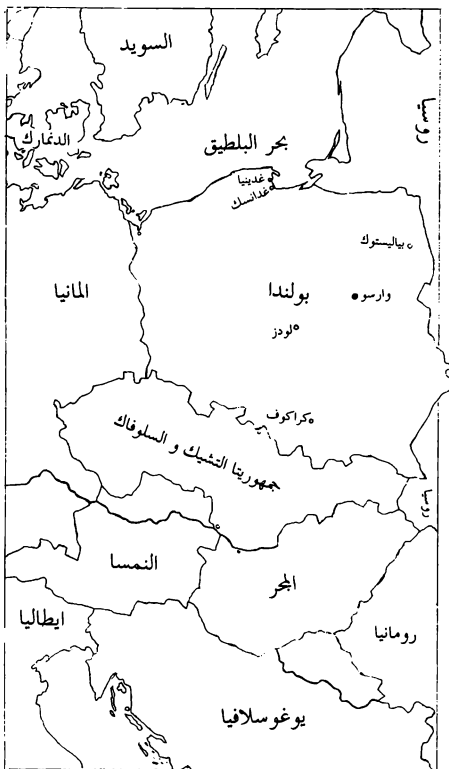 السويد
روسيا
الدنمارك
بحر البلطيق
غدينيا
غدانسك
بياليستوك
المانيا
بولندا
وارسو
لودز
كراكوف
جمهوريتا التشيك و السلوفاك
روسيا
النمسا
المجر
ايطاليا
رومانيا
يوغوسلافيا